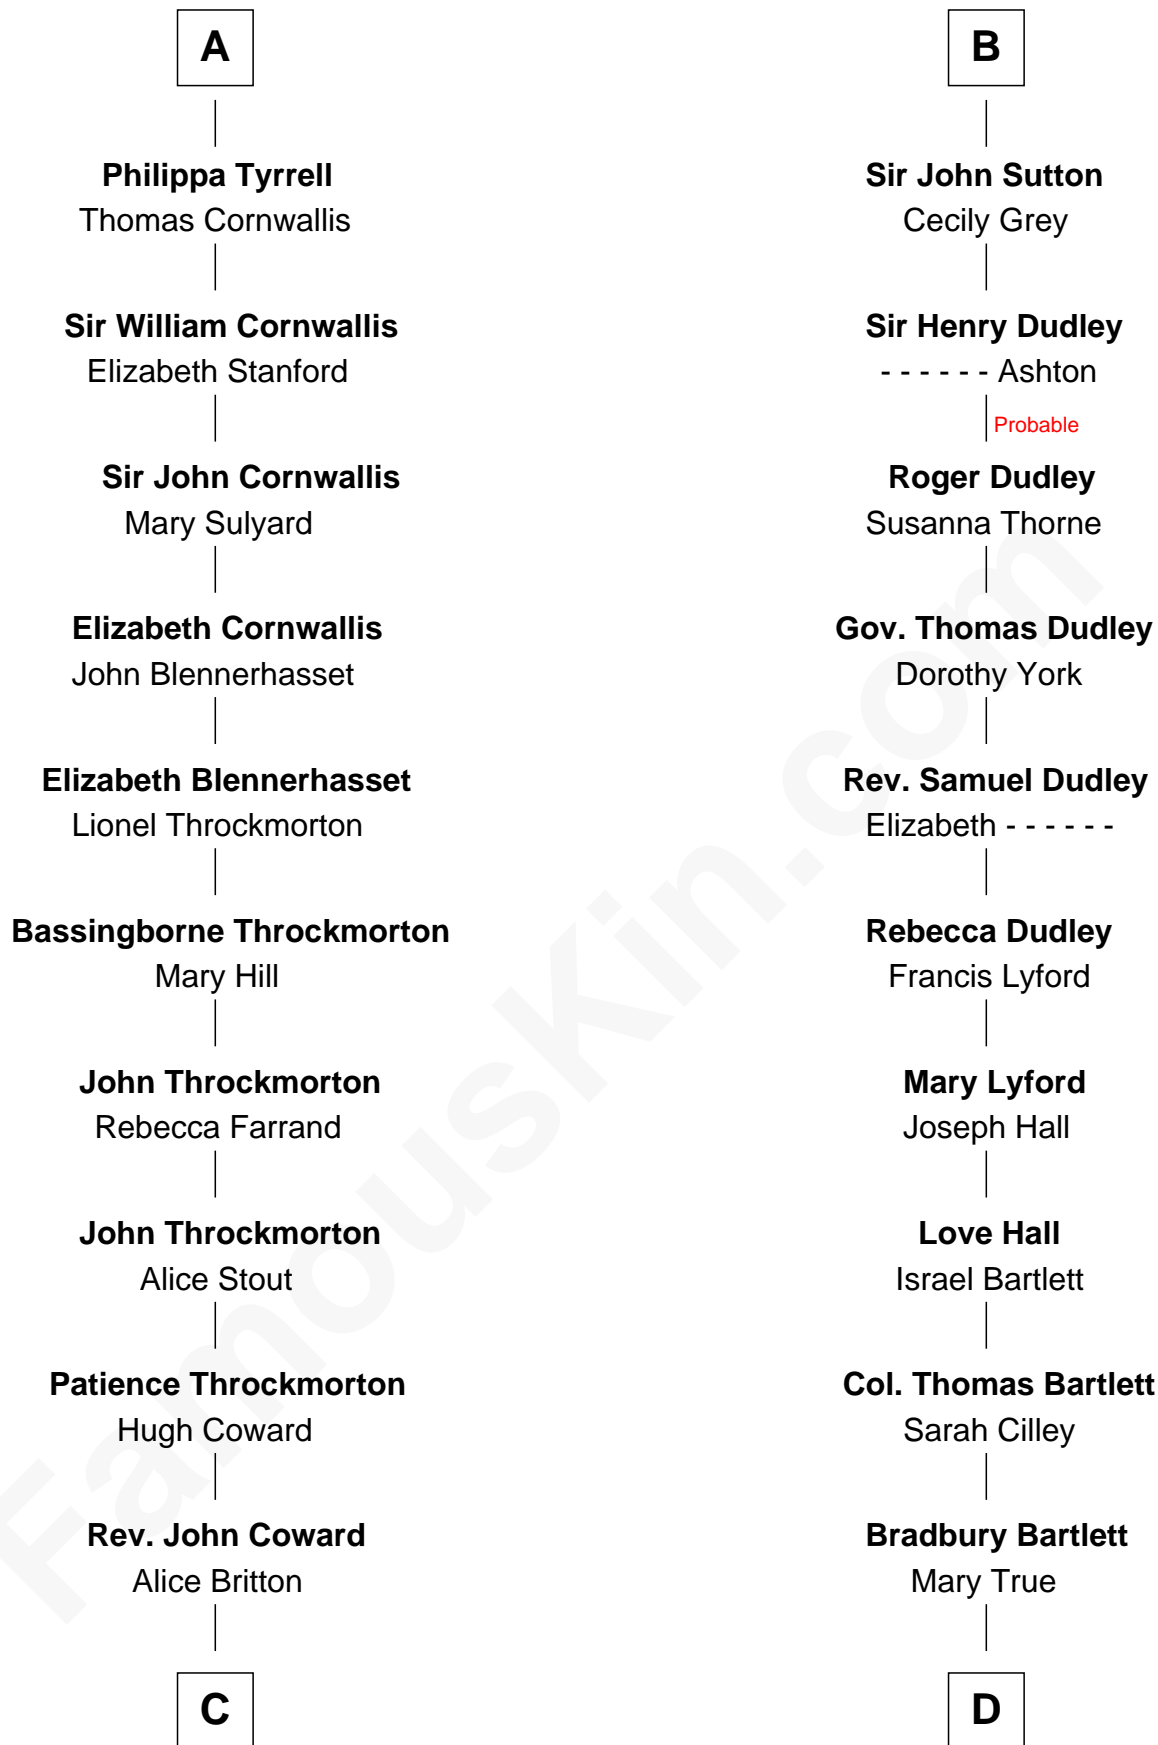 A
Philippa Tyrrell
Thomas Cornwallis
Sir William Cornwallis
Elizabeth Stanford
Sir John Cornwallis
Mary Sulyard
Elizabeth Cornwallis
John Blennerhasset
Elizabeth Blennerhasset
Lionel Throckmorton
Bassingborne Throckmorton
Mary Hill
John Throckmorton
Rebecca Farrand
John Throckmorton
Alice Stout
Patience Throckmorton
Hugh Coward
Rev. John Coward
Alice Britton
C
B
Sir John Sutton
Cecily Grey
Sir Henry Dudley
- - - - - - Ashton
Probable
Roger Dudley
Susanna Thorne
Gov. Thomas Dudley
Dorothy York
Rev. Samuel Dudley
Elizabeth - - - - - -
Rebecca Dudley
Francis Lyford
Mary Lyford
Joseph Hall
Love Hall
Israel Bartlett
Col. Thomas Bartlett
Sarah Cilley
Bradbury Bartlett
Mary True
D
FamousKin.com